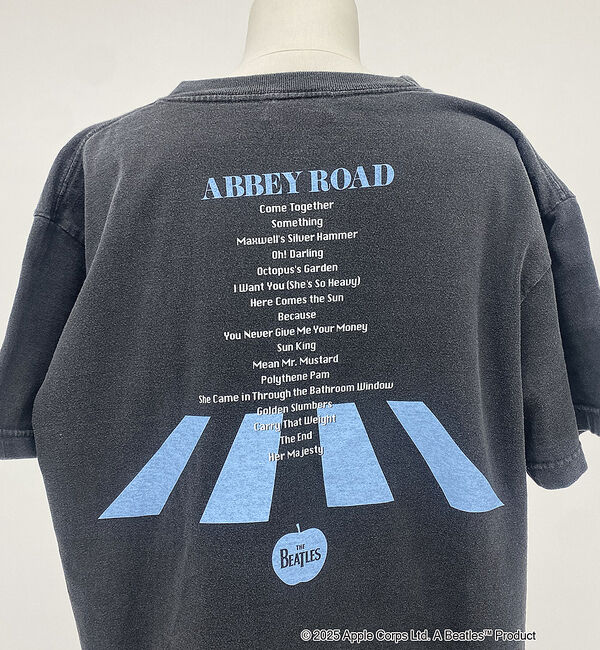 ABBEY ROAD
Come Together
Something
Maxwell's Silver Hammer
Oh! Darling
Octopus's Garden
I Want You (She's So Heavy)
Here Comes the Sun
Because
You Never Give Me Your Money
Sun King
Mean Mr. Mustard
Polythene Pam
She Came in Through the Bathroom Window
Golden Slumbers
Carry That Weight
The End
Her Majesty
THE
BEATLES
© 2025 Apple Corps Ltd. A Beatles™ Product